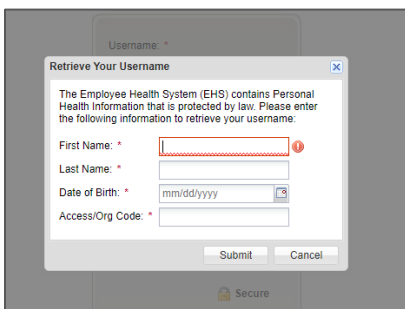 Username: *
Retrieve Your Username
The Employee Health System (EHS) contains Personal
Health Information that is protected by law. Please enter
the following information to retrieve your username:
First Name: *
Last Name: *
Date of Birth: * mm/dd/yyyy
Access/Org Code: *
Submit Cancel
Secure